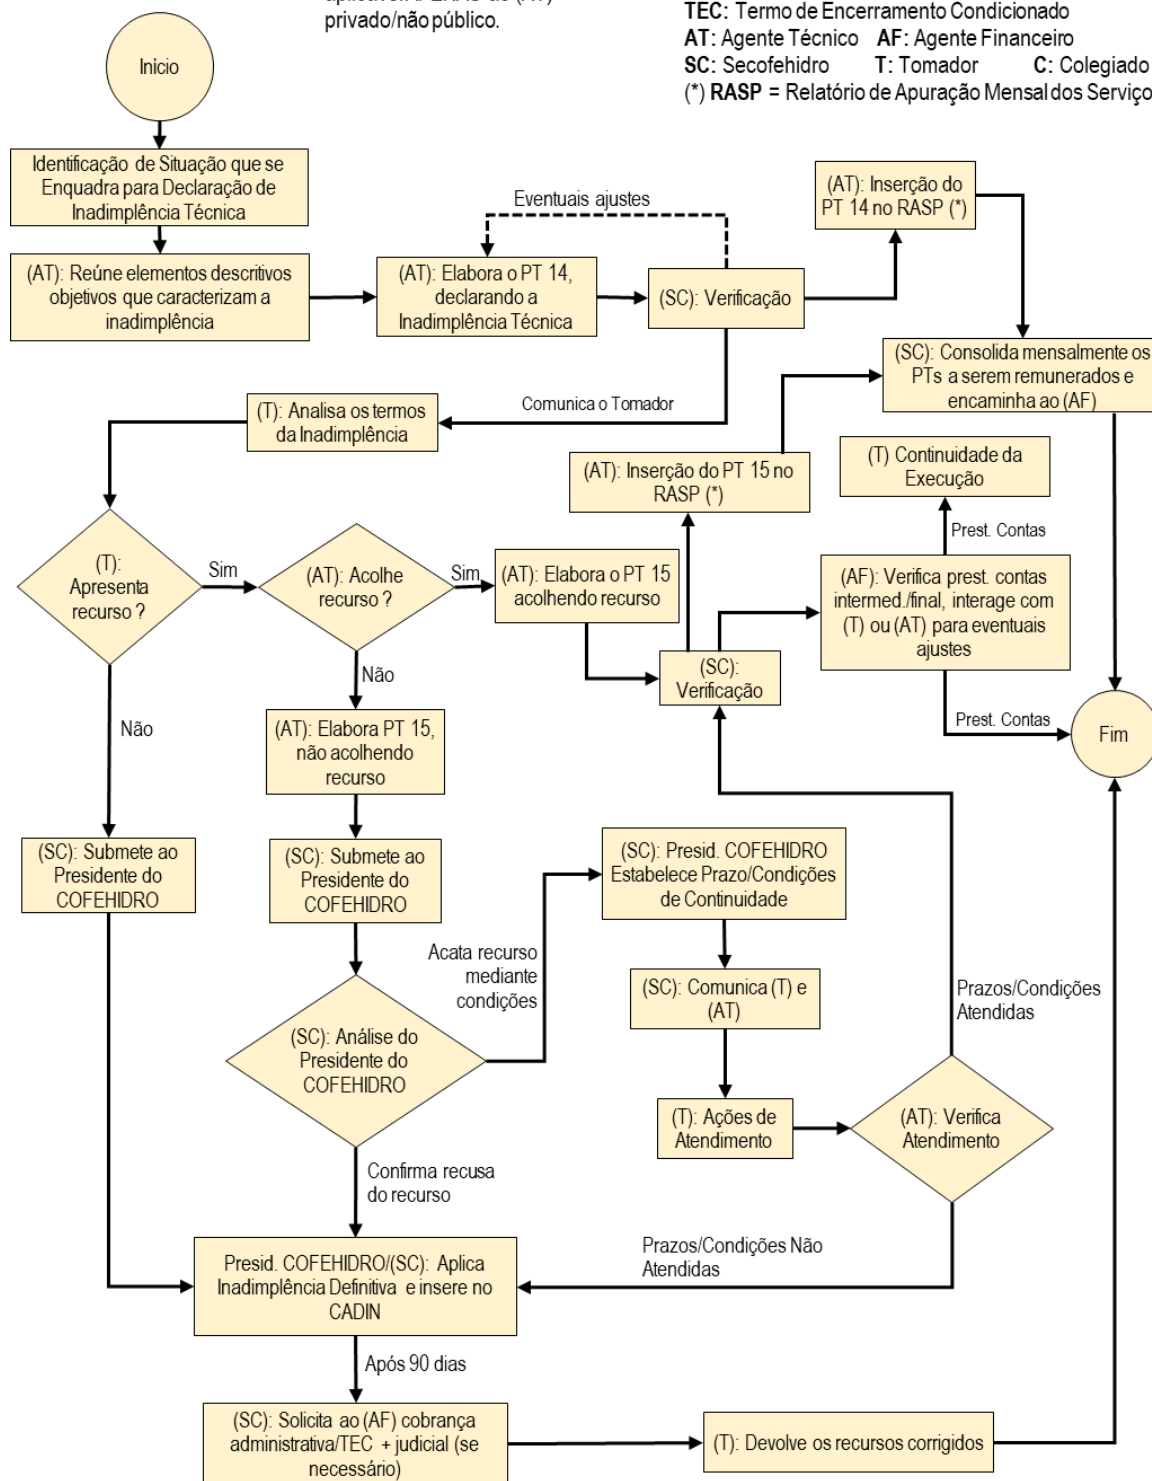 privado/não público.
TEC: Termo de Encerramento Condicionado
AT: Agente Técnico AF: Agente Financeiro
SC: Secofehidro T: Tomador C: Colegiado
(*) RASP = Relatório de Apuração Mensal dos Serviço
Início
Identificação de Situação que se
Enquadra para Declaração de
Inadimplência Técnica
(AT): Reúne elementos descritivos
objetivos que caracterizam a
inadimplência
Eventuais ajustes
(AT): Elabora o PT 14,
declarando a
Inadimplência Técnica
(SC): Verificação
(AT): Inserção do
PT 14 no RASP (*)
(SC): Consolida mensalmente os
PTs a serem remunerados e
encaminha ao (AF)
Comunica o Tomador
(T): Analisa os termos
da Inadimplência
(AT): Inserção do PT 15 no
RASP (*)
(T) Continuidade da
Execução
Prest. Contas
(T):
Apresenta
recurso ?
Sim
(AT): Acolhe
recurso ?
Sim
(AT): Elabora o PT 15
acolhendo recurso
(AF): Verifica prest. contas
intermed./final, interage com
(T) ou (AT) para eventuais
ajustes
(SC):
Verificação
Não
Não
(AT): Elabora PT 15,
não acolhendo
recurso
Prest. Contas
Fim
(SC): Submete ao
Presidente do
COFEHIDRO
(SC): Submete ao
Presidente do
COFEHIDRO
(SC): Presid. COFEHIDRO
Estabelece Prazo/Condições
de Continuidade
Acata recurso
mediante
condições
(SC): Comunica (T) e
(AT)
Prazos/Condições
Atendidas
(SC): Análise do
Presidente do
COFEHIDRO
(T): Ações de
Atendimento
(AT): Verifica
Atendimento
Confirma recusa
do recurso
Prazos/Condições Não
Atendidas
Presid. COFEHIDRO/(SC): Aplica
Inadimplência Definitiva e insere no
CADIN
Após 90 dias
(SC): Solicita ao (AF) cobrança
administrativa/TEC + judicial (se
necessário)
(T): Devolve os recursos corrigidos